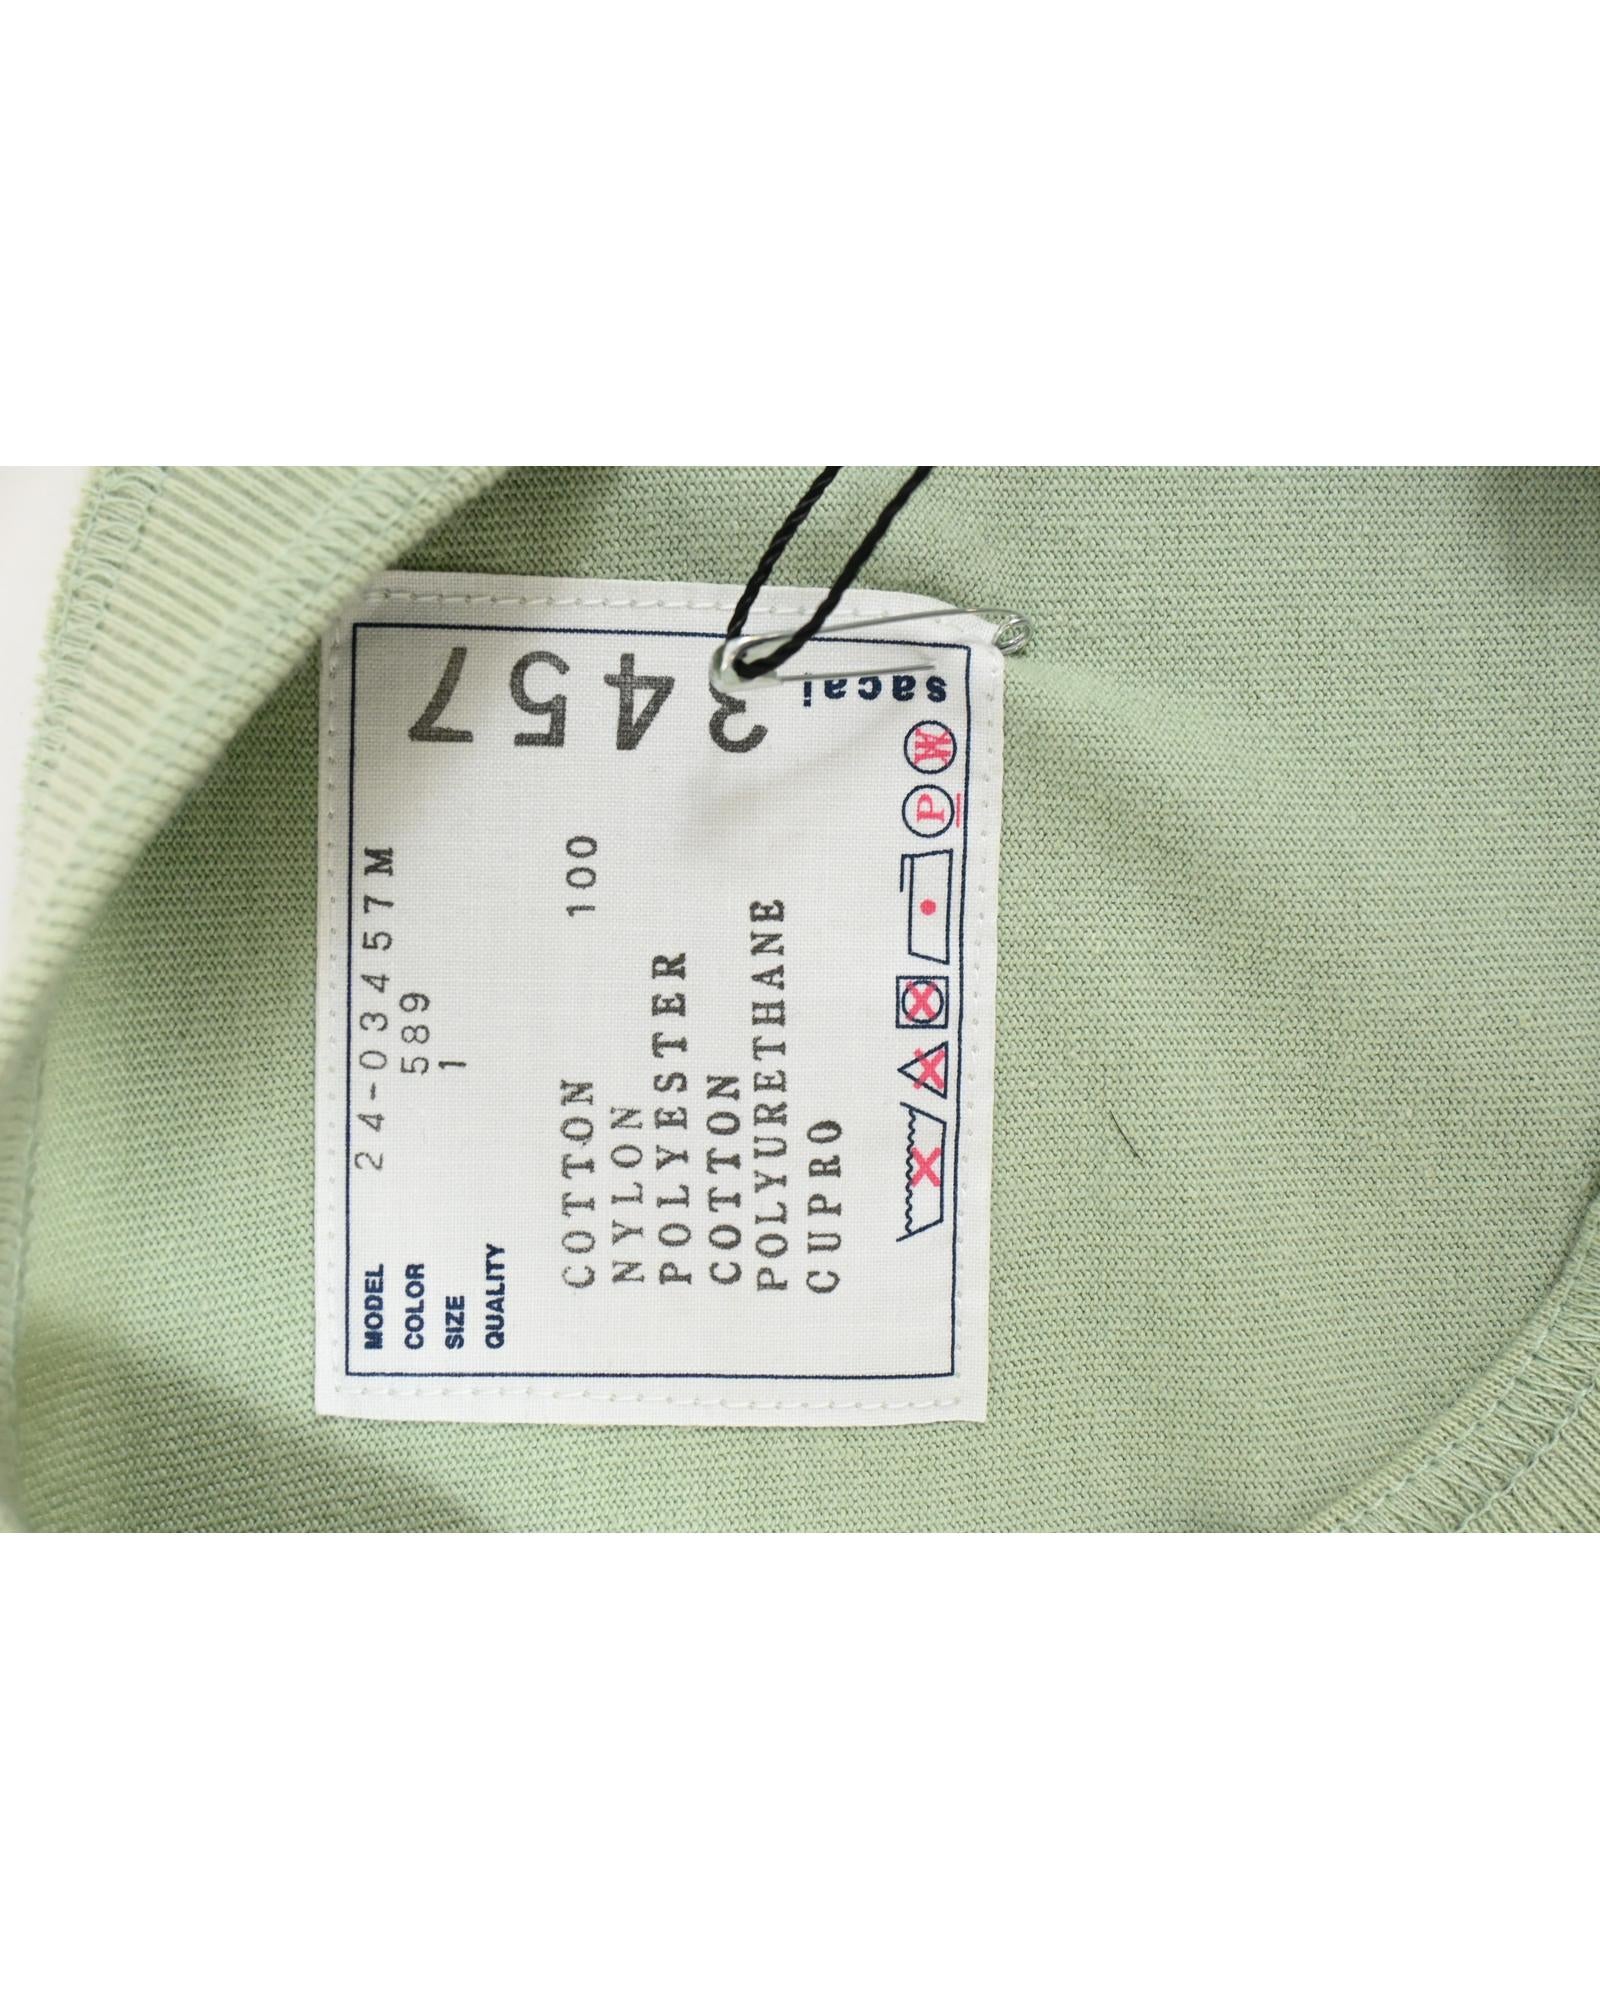 MODEL 24-03457M
COLOR 589
SIZE 1
QUALITY
COTTON 100
NYLON
POLYESTER
COTTON
POLYURETHANE
CUPRO
P W
3457
sacai